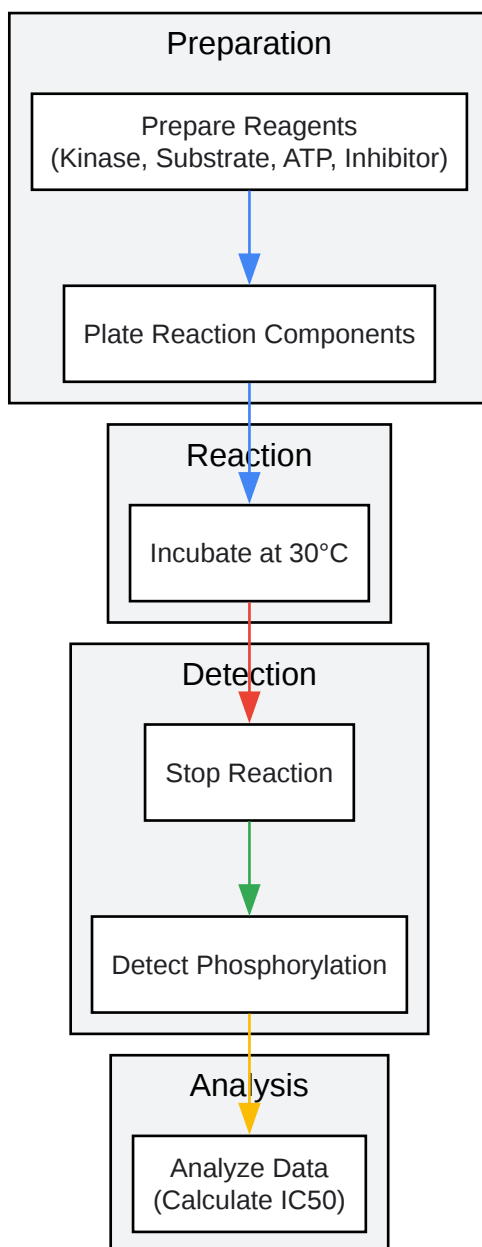 Preparation
Prepare Reagents
(Kinase, Substrate, ATP, Inhibitor)
Plate Reaction Components
Reaction
Incubate at 30°C
Detection
Stop Reaction
Detect Phosphorylation
Analysis
Analyze Data
(Calculate IC50)